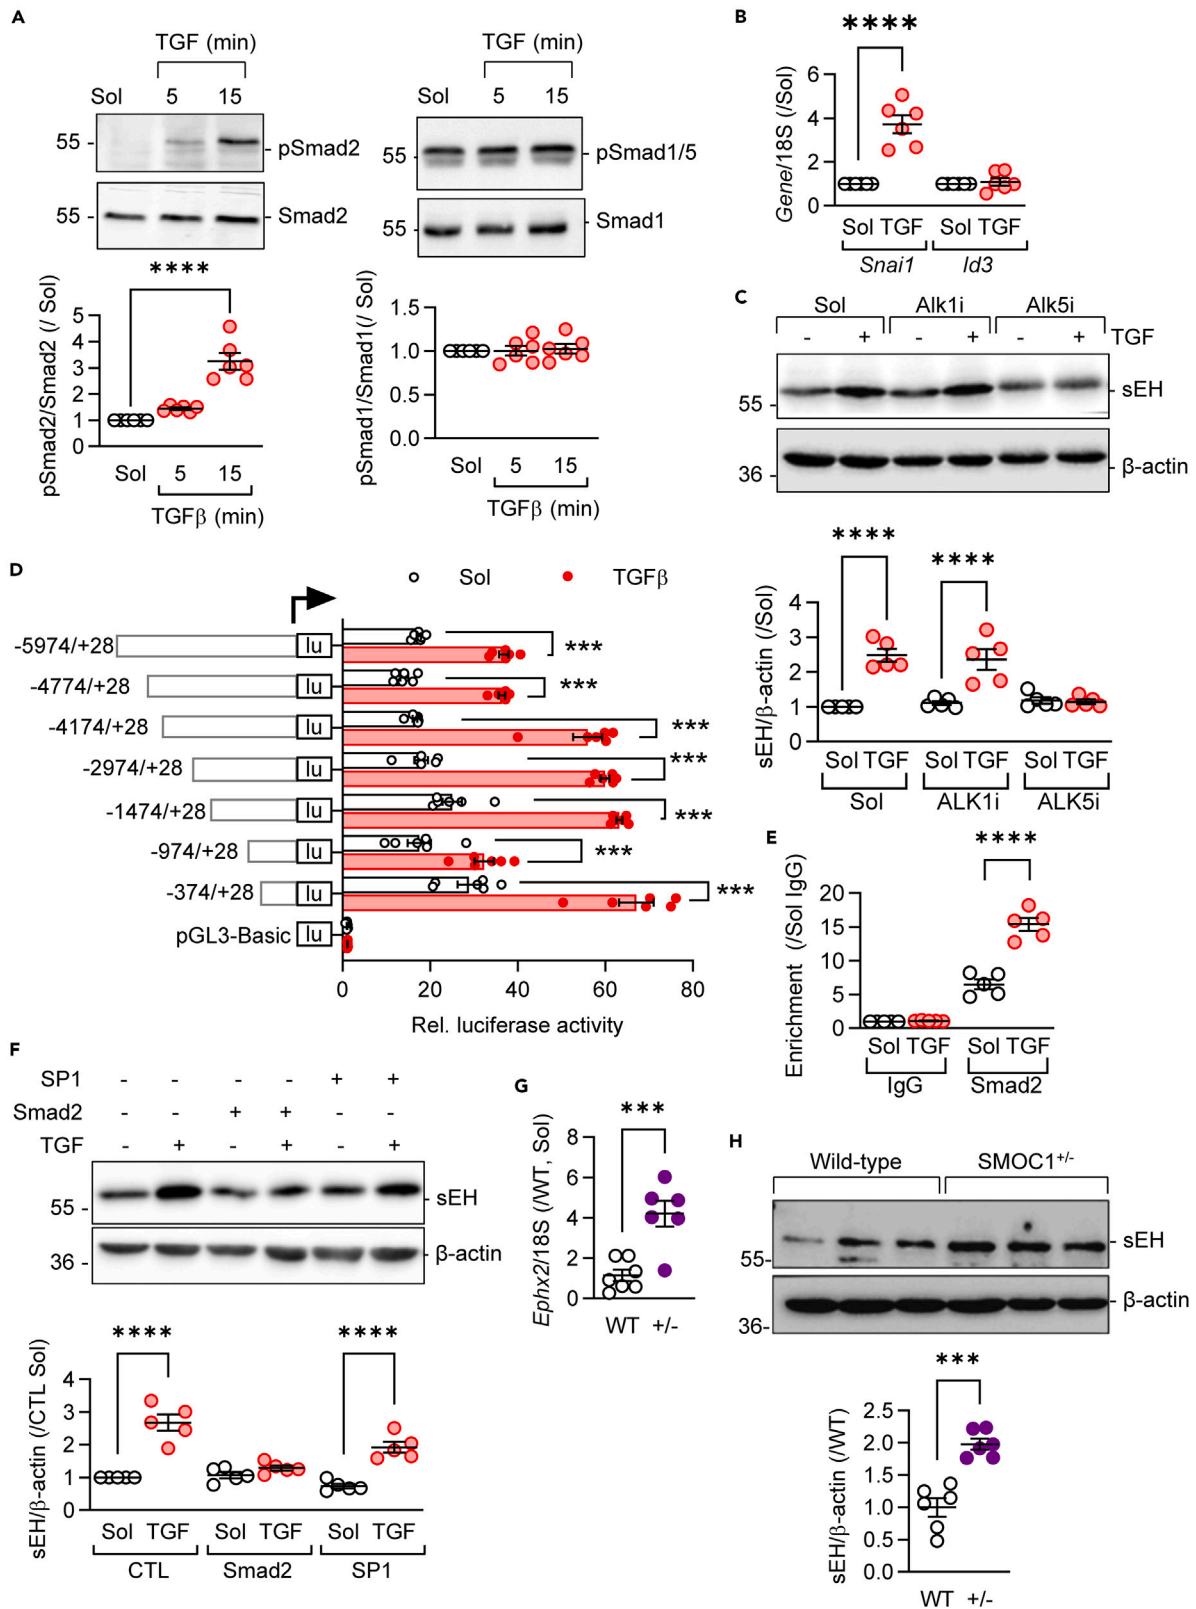 A
TGF (min)
Sol 5 15
55 - pSmad2
55 - Smad2
TGF (min)
Sol 5 15
55 - pSmad1/5
55 - Smad1
****
pSmad2/Smad2 (/ Sol)
5
4
3
2
1
0
Sol 5 15
TGFβ (min)
pSmad1/Smad1(/ Sol)
1.5
1.0
0.5
0.0
Sol 5 15
TGFβ (min)
B
****
Gene/18S (/Sol)
6
4
2
0
Sol TGF Sol TGF
Snai1 Id3
C
Sol Alk1i Alk5i
- + - + - + TGF
55 - sEH
36 - β-actin
**** ****
sEH/β-actin (/Sol)
4
3
2
1
0
Sol TGF Sol TGF Sol TGF
Sol ALK1i ALK5i
D
Sol TGFβ
-5974/+28 lu ***
-4774/+28 lu ***
-4174/+28 lu ***
-2974/+28 lu ***
-1474/+28 lu ***
-974/+28 lu ***
-374/+28 lu ***
pGL3-Basic lu
0 20 40 60 80
Rel. luciferase activity
E
****
Enrichment (/Sol IgG)
20
15
10
5
0
Sol TGF Sol TGF
IgG Smad2
F
SP1 - - - - + +
Smad2 - - + + - -
TGF - + - + - +
55 - sEH
36 - β-actin
**** ****
sEH/β-actin (/CTL Sol)
4
3
2
1
0
Sol TGF Sol TGF Sol TGF
CTL Smad2 SP1
G
***
Ephx2/18S (/WT, Sol)
8
6
4
2
0
WT +/-
H
Wild-type SMOC1+/-
55- sEH
36- β-actin
***
sEH/β-actin (/WT)
2.5
2.0
1.5
1.0
0.5
0.0
WT +/-